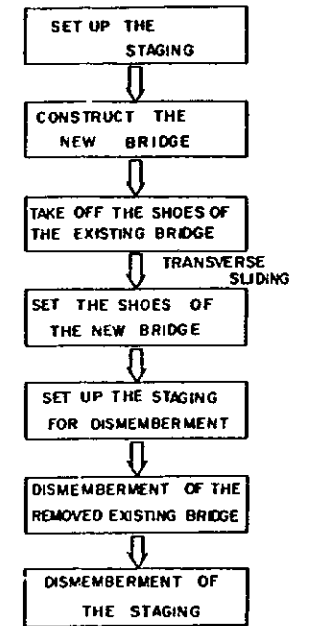 SET UP THE
STAGING
CONSTRUCT THE
NEW BRIDGE
TAKE OFF THE SHOES OF
THE EXISTING BRIDGE
TRANSVERSE
SLIDING
SET THE SHOES OF
THE NEW BRIDGE
SET UP THE STAGING
FOR DISMEMBERMENT
DISMEMBERMENT OF THE
REMOVED EXISTING BRIDGE
DISMEMBERMENT OF
THE STAGING